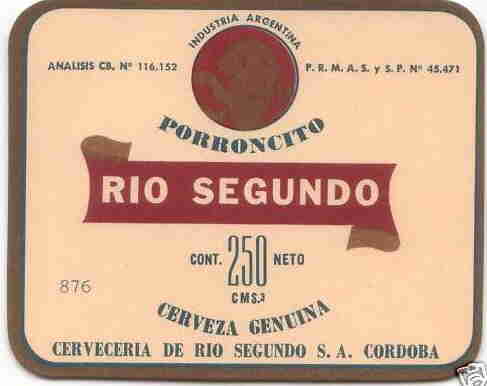 INDUSTRIA ARGENTINA
ANALISIS CB. Nº 116,152
P. R. M. A. S. y S. P. Nº 45.471
PORRONCITO
RIO SEGUNDO
CONT. 250 NETO
CMS.³
876
CERVEZA GENUINA
CERVECERIA DE RIO SEGUNDO S. A. CORDOBA